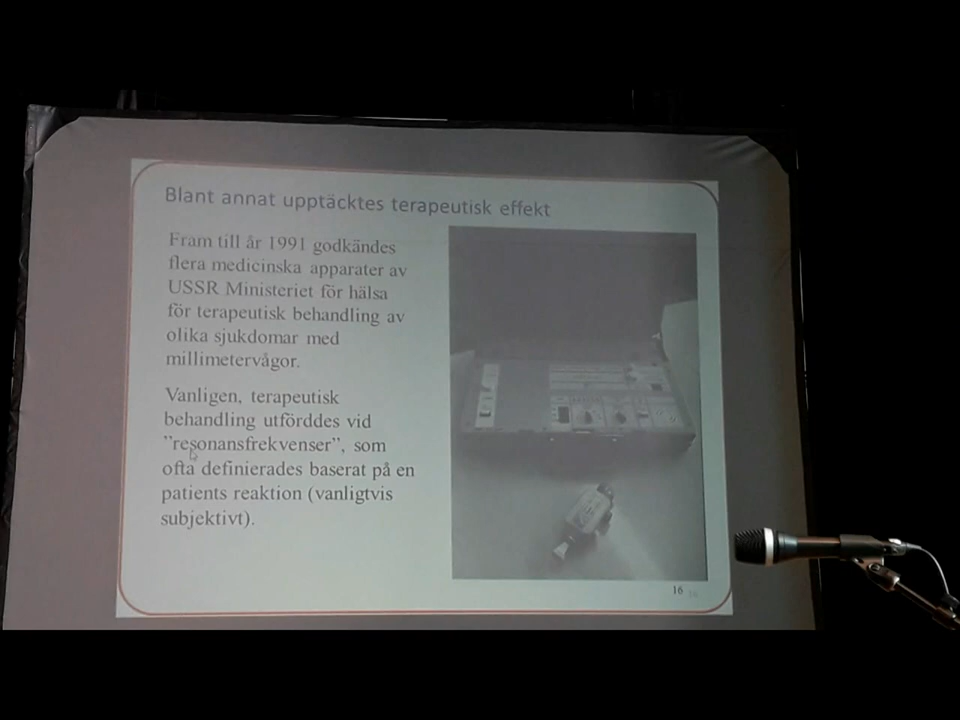 Blant annat upptäcktes terapeutisk effekt
Fram till år 1991 godkändes
flera medicinska apparater av
USSR Ministeriet för hälsa
för terapeutisk behandling av
olika sjukdomar med
millimetervågor.
Vanligen, terapeutisk
behandling utförddes vid
”resonansfrekvenser”, som
ofta definierades baserat på en
patients reaktion (vanligtvis
subjektivt).
16